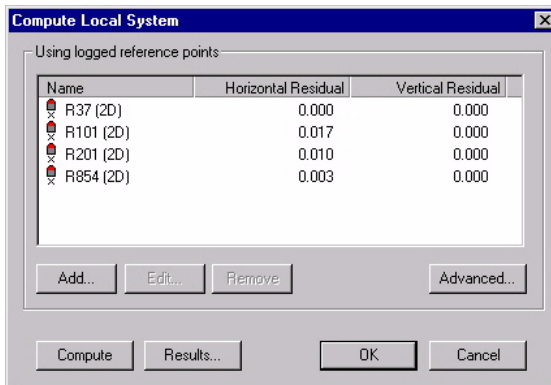 Compute Local System
Using logged reference points
Name Horizontal Residual Vertical Residual
R37 (2D) 0.000 0.000
R101 (2D) 0.017 0.000
R201 (2D) 0.010 0.000
R854 (2D) 0.003 0.000
Add... Edit... Remove Advanced...
Compute Results... OK Cancel